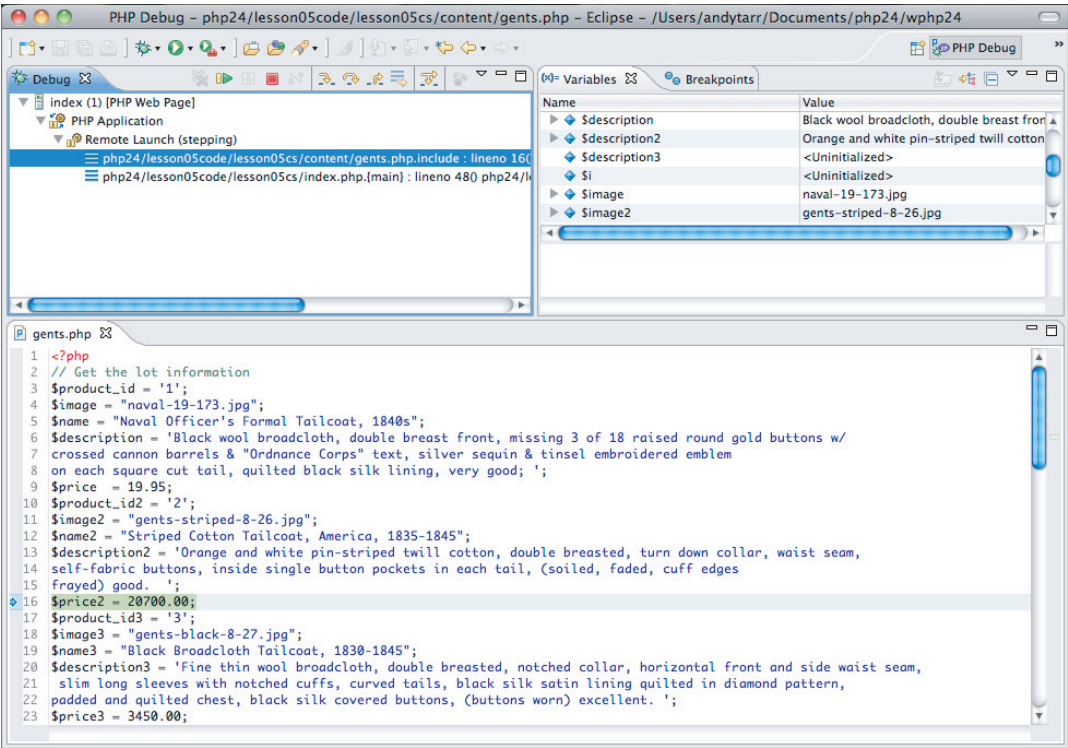 PHP Debug – php24/lesson05code/lesson05cs/content/gents.php – Eclipse – /Users/andytarr/Documents/php24/wphp24
PHP Debug
»
Debug
index (1) [PHP Web Page]
PHP Application
Remote Launch (stepping)
php24/lesson05code/lesson05cs/content/gents.php.include : lineno 16
php24/lesson05code/lesson05cs/index.php.{main} : lineno 48() php24/l
(x)= Variables
Breakpoints
Name Value
$description Black wool broadcloth, double breast fron
$description2 Orange and white pin-striped twill cotton
$description3 <Uninitialized>
$i <Uninitialized>
$image naval-19-173.jpg
$image2 gents-striped-8-26.jpg
gents.php
1 <?php
2 // Get the lot information
3 $product_id = '1';
4 $image = "naval-19-173.jpg";
5 $name = "Naval Officer's Formal Tailcoat, 1840s";
6 $description = 'Black wool broadcloth, double breast front, missing 3 of 18 raised round gold buttons w/
7 crossed cannon barrels & "Ordnance Corps" text, silver sequin & tinsel embroidered emblem
8 on each square cut tail, quilted black silk lining, very good; ';
9 $price  = 19.95;
10 $product_id2 = '2';
11 $image2 = "gents-striped-8-26.jpg";
12 $name2 = "Striped Cotton Tailcoat, America, 1835-1845";
13 $description2 = 'Orange and white pin-striped twill cotton, double breasted, turn down collar, waist seam,
14 self-fabric buttons, inside single button pockets in each tail, (soiled, faded, cuff edges
15 frayed) good.  ';
16 $price2 = 20700.00;
17 $product_id3 = '3';
18 $image3 = "gents-black-8-27.jpg";
19 $name3 = "Black Broadcloth Tailcoat, 1830-1845";
20 $description3 = 'Fine thin wool broadcloth, double breasted, notched collar, horizontal front and side waist seam,
21  slim long sleeves with notched cuffs, curved tails, black silk satin lining quilted in diamond pattern,
22 padded and quilted chest, black silk covered buttons, (buttons worn) excellent. ';
23 $price3 = 3450.00;